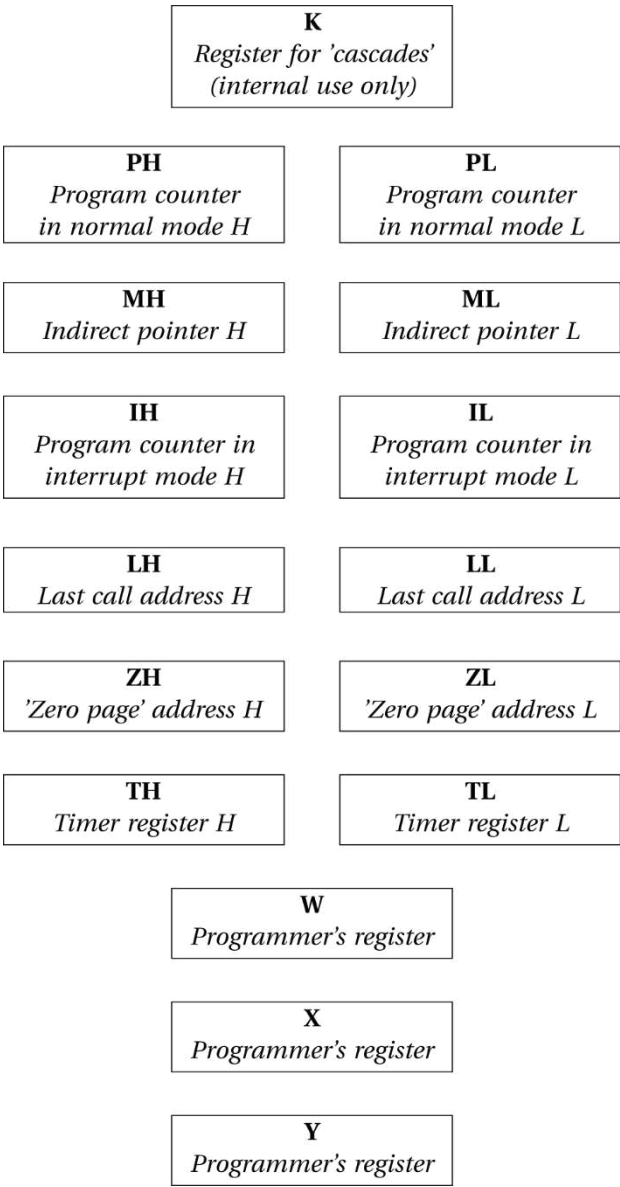 K
Register for 'cascades'
(internal use only)
PH
Program counter
in normal mode H
PL
Program counter
in normal mode L
MH
Indirect pointer H
ML
Indirect pointer L
IH
Program counter in
interrupt mode H
IL
Program counter in
interrupt mode L
LH
Last call address H
LL
Last call address L
ZH
'Zero page' address H
ZL
'Zero page' address L
TH
Timer register H
TL
Timer register L
W
Programmer's register
X
Programmer's register
Y
Programmer's register